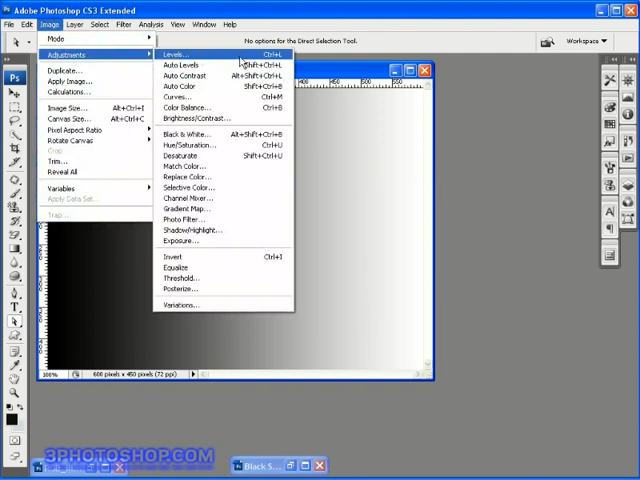 Adobe Photoshop CS3 Extended
File Edit Image Layer Select Filter Analysis View Window Help
No options for the Direct Selection Tool.
Workspace
Mode
Adjustments
Duplicate...
Apply Image...
Calculations...
Image Size... Alt+Ctrl+I
Canvas Size... Alt+Ctrl+C
Pixel Aspect Ratio
Rotate Canvas
Crop
Trim...
Reveal All
Variables
Apply Data Set...
Trap...
Levels... Ctrl+L
Auto Levels Shift+Ctrl+L
Auto Contrast Alt+Shift+Ctrl+L
Auto Color Shift+Ctrl+B
Curves... Ctrl+M
Color Balance... Ctrl+B
Brightness/Contrast...
Black & White... Alt+Shift+Ctrl+B
Hue/Saturation... Ctrl+U
Desaturate Shift+Ctrl+U
Match Color...
Replace Color...
Selective Color...
Channel Mixer...
Gradient Map...
Photo Filter...
Shadow/Highlight...
Exposure...
Invert Ctrl+I
Equalize
Threshold...
Posterize...
Variations...
400 450 500 550
Ps
100% 600 pixels x 450 pixels (72 ppi)
3PHOTOSHOP.COM
Black S...